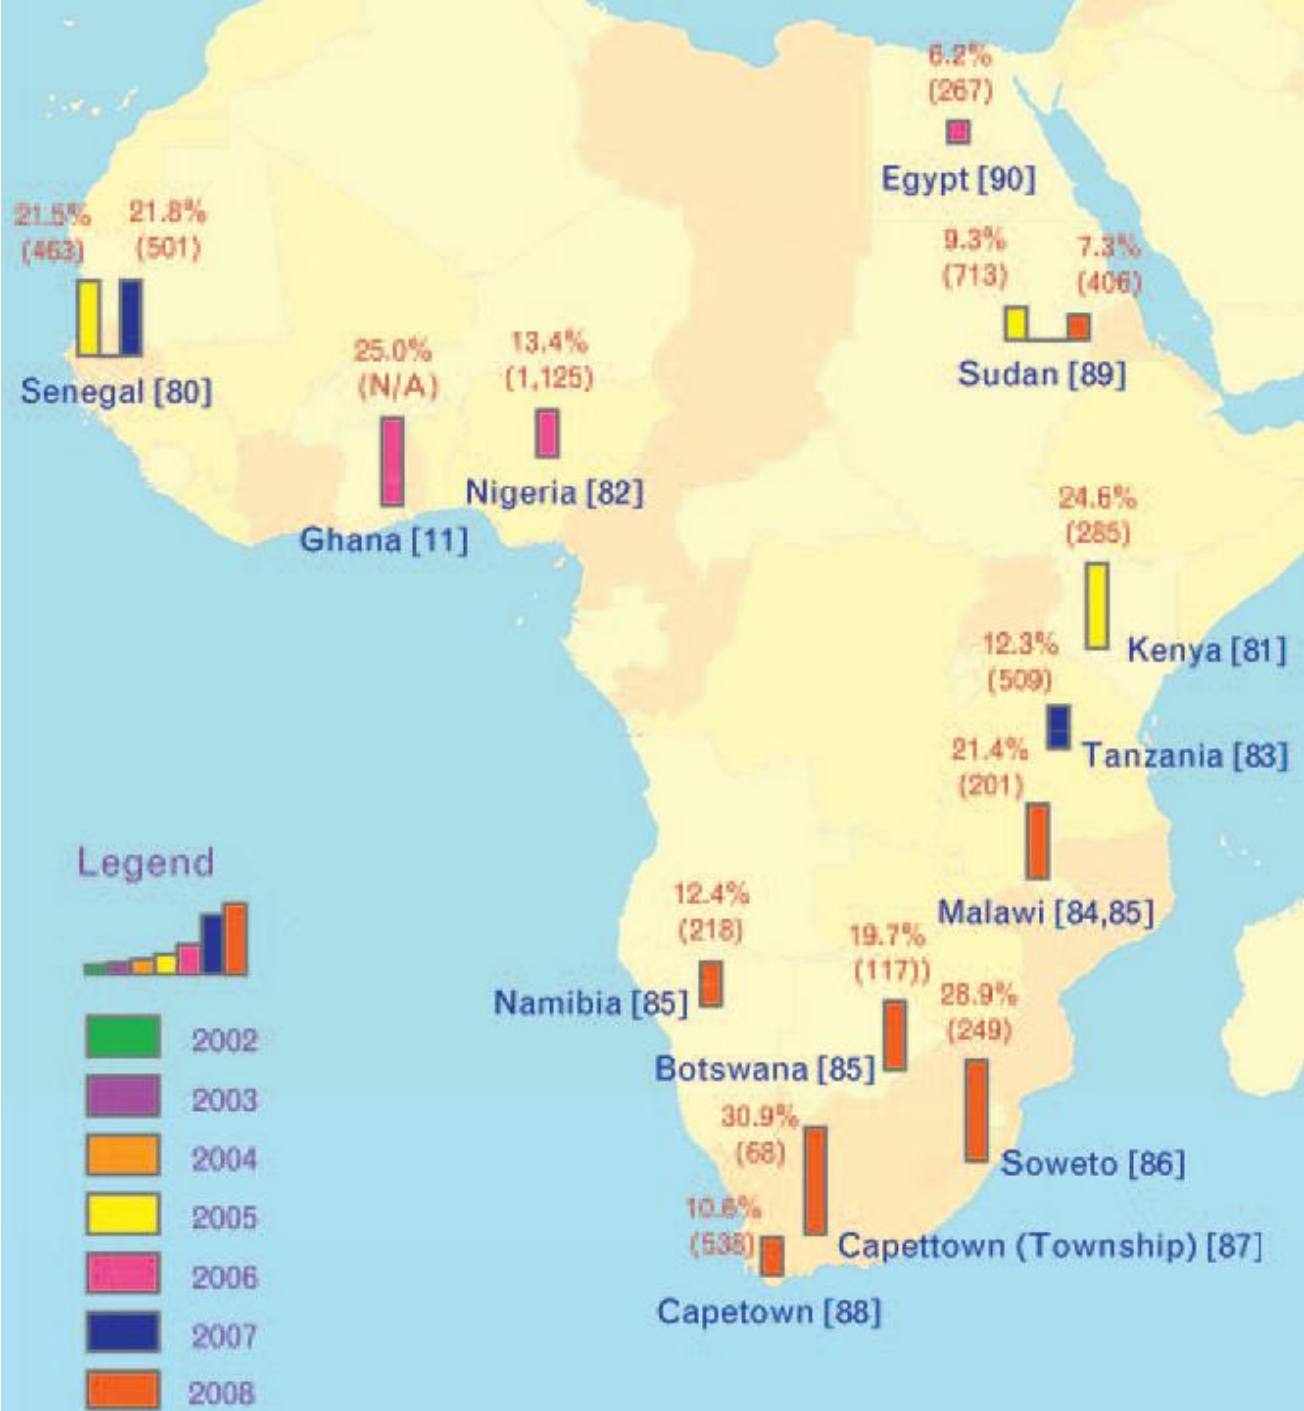 6.2%
(267)
Egypt [90]
21.5%
(463)
21.8%
(501)
Senegal [80]
9.3%
(713)
7.3%
(406)
Sudan [89]
25.0%
(N/A)
Ghana [11]
13.4%
(1,125)
Nigeria [82]
24.6%
(285)
Kenya [81]
12.3%
(509)
Tanzania [83]
21.4%
(201)
Malawi [84,85]
12.4%
(218)
Namibia [85]
19.7%
(117))
Botswana [85]
28.9%
(249)
Soweto [86]
30.9%
(68)
Capettown (Township) [87]
10.6%
(538)
Capetown [88]
Legend
2002
2003
2004
2005
2006
2007
2008